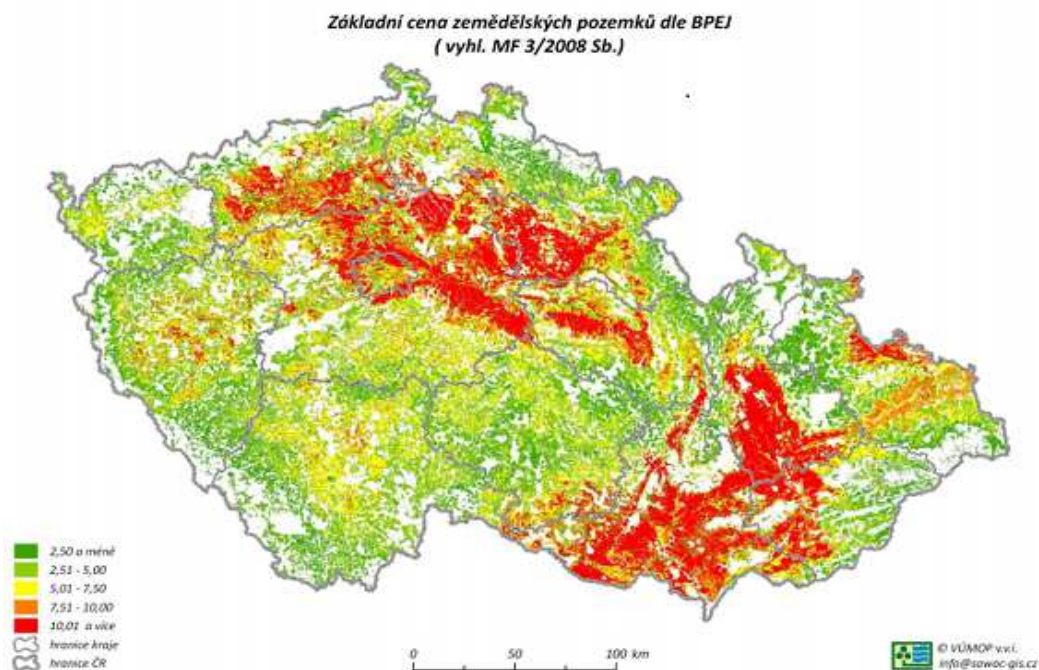 Základní cena zemědělských pozemků dle BPEJ
( vyhl. MF 3/2008 Sb.)
2,50 a méně
2,51 - 5,00
5,01 - 7,50
7,51 - 10,00
10,01 a více
hranice kraje
hranice ČR
0 50 100 km
© VÚMOP v.v.i.
info@sowac-gis.cz